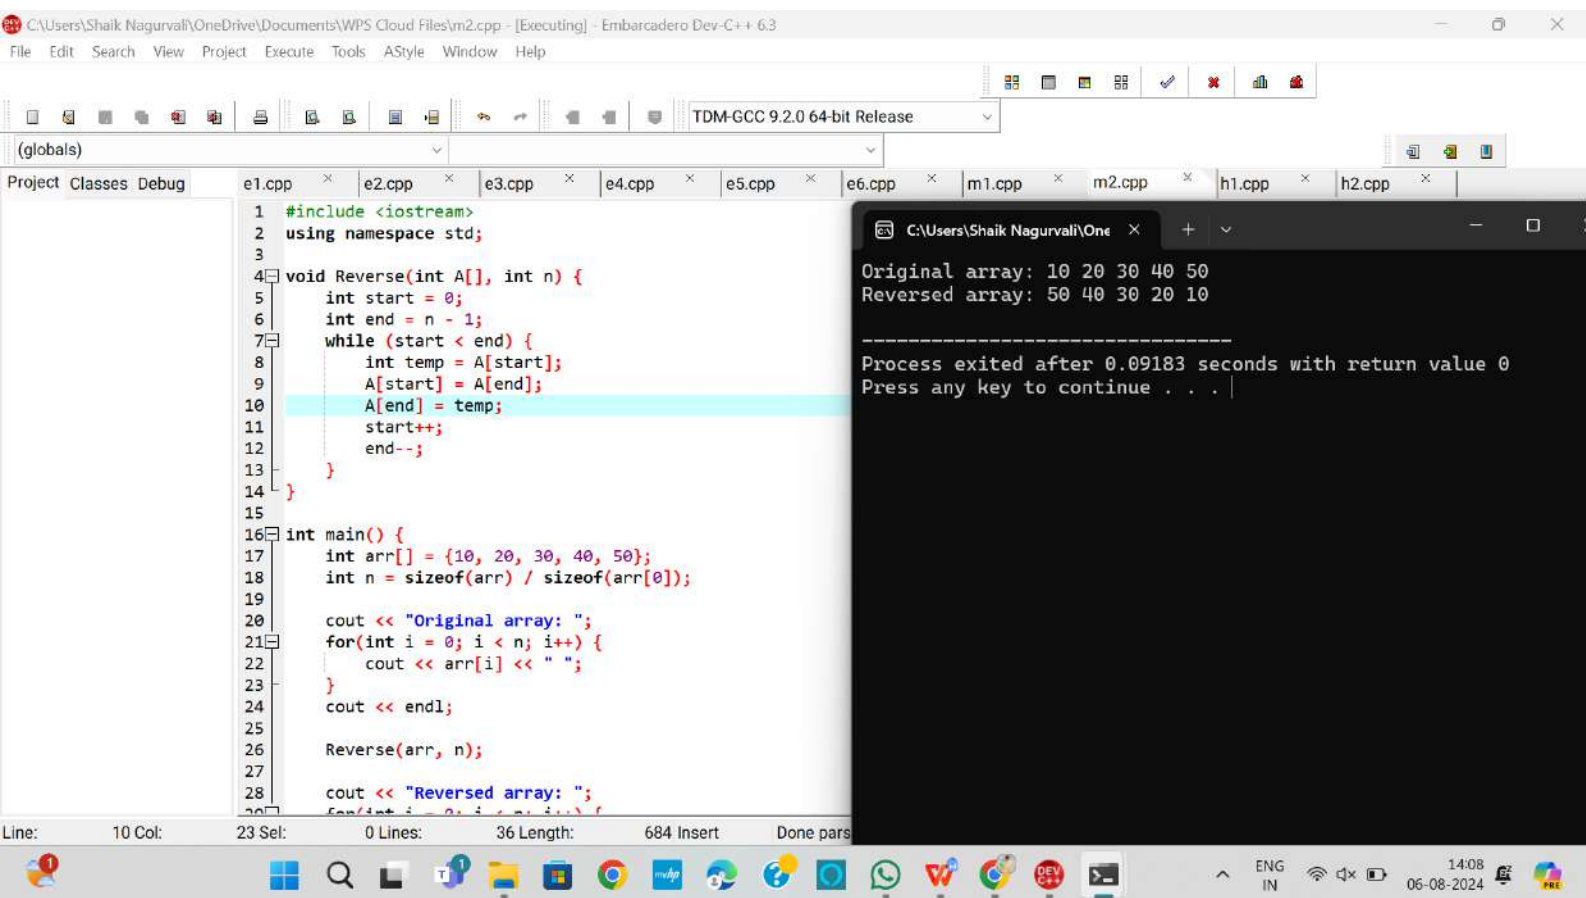 C:\Users\Shaik Nagurvali\OneDrive\Documents\WPS Cloud Files\m2.cpp - [Executing] - Embarcadero Dev-C++ 6.3
File Edit Search View Project Execute Tools AStyle Window Help
TDM-GCC 9.2.0 64-bit Release
(globals)
Project Classes Debug
e1.cpp e2.cpp e3.cpp e4.cpp e5.cpp e6.cpp m1.cpp m2.cpp h1.cpp h2.cpp
1 #include <iostream>
2 using namespace std;
3
4 void Reverse(int A[], int n) {
5 int start = 0;
6 int end = n - 1;
7 while (start < end) {
8 int temp = A[start];
9 A[start] = A[end];
10 A[end] = temp;
11 start++;
12 end--;
13 }
14 }
15
16 int main() {
17 int arr[] = {10, 20, 30, 40, 50};
18 int n = sizeof(arr) / sizeof(arr[0]);
19
20 cout << "Original array: ";
21 for(int i = 0; i < n; i++) {
22 cout << arr[i] << " ";
23 }
24 cout << endl;
25
26 Reverse(arr, n);
27
28 cout << "Reversed array: ";
29 for(int i = 0; i < n; i++) {
C:\Users\Shaik Nagurvali\One
Original array: 10 20 30 40 50
Reversed array: 50 40 30 20 10
--------------------------------
Process exited after 0.09183 seconds with return value 0
Press any key to continue . . .
Line: 10 Col: 23 Sel: 0 Lines: 36 Length: 684 Insert Done pars
1
1
mvhp
DEV C++
ENG
IN
14:08
06-08-2024
PRE